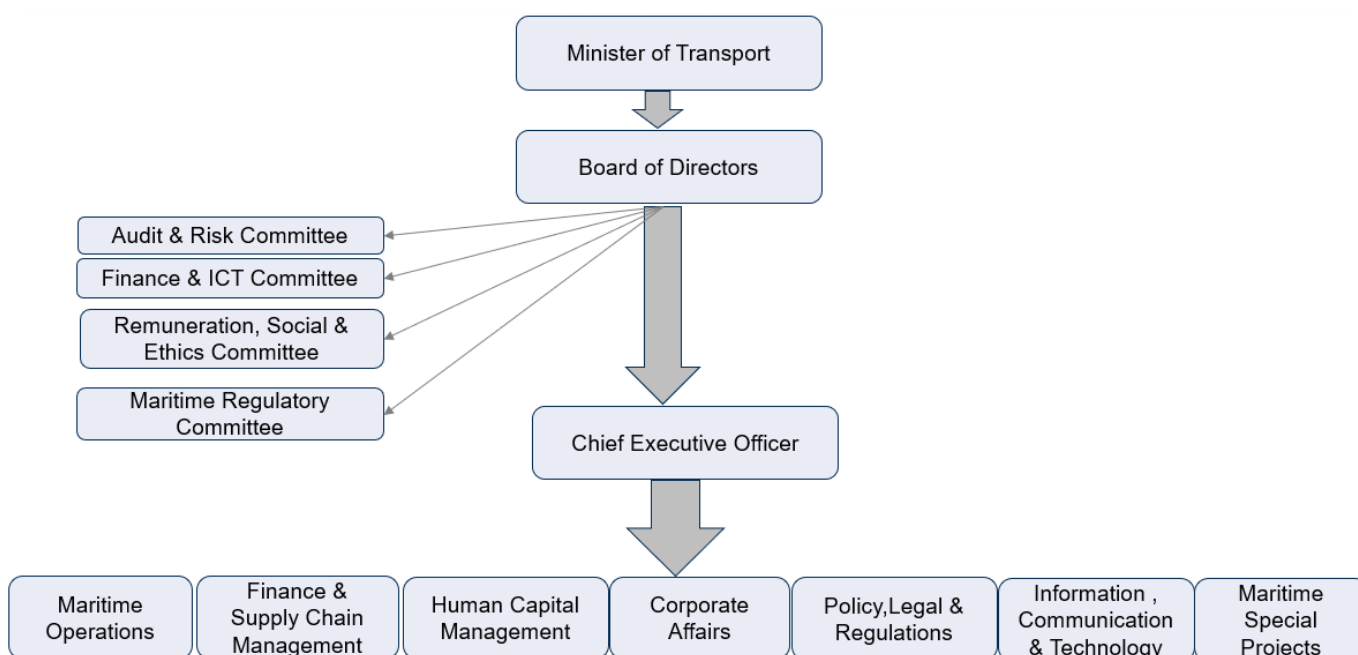 Minister of Transport
Board of Directors
Audit & Risk Committee
Finance & ICT Committee
Remuneration, Social &
Ethics Committee
Maritime Regulatory
Committee
Chief Executive Officer
Maritime
Operations
Finance &
Supply Chain
Management
Human Capital
Management
Corporate
Affairs
Policy,Legal &
Regulations
Information ,
Communication
& Technology
Maritime
Special
Projects